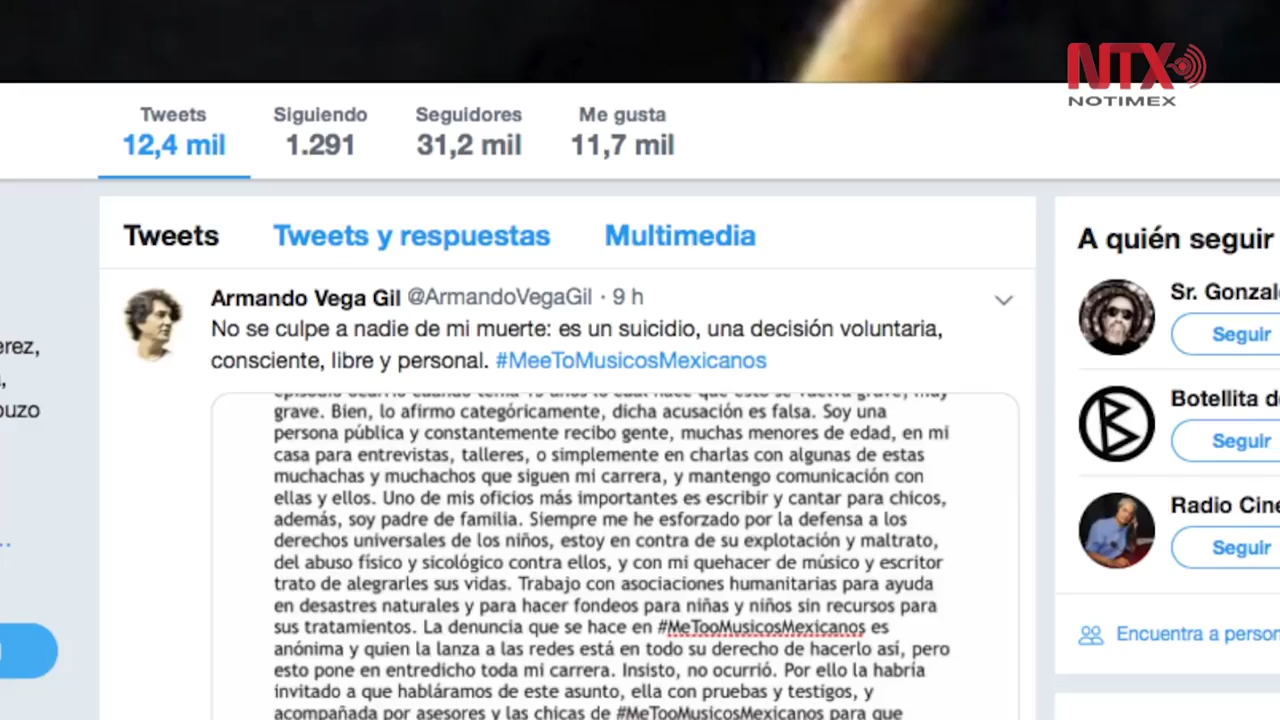 NTX
NOTIMEX
Tweets Siguiendo Seguidores Me gusta
12,4 mil 1.291 31,2 mil 11,7 mil
Tweets Tweets y respuestas Multimedia
Armando Vega Gil @ArmandoVegaGil · 9 h
No se culpe a nadie de mi muerte: es un suicidio, una decisión voluntaria,
consciente, libre y personal. #MeeToMusicosMexicanos
grave. Bien, lo afirmo categóricamente, dicha acusación es falsa. Soy una
persona pública y constantemente recibo gente, muchas menores de edad, en mi
casa para entrevistas, talleres, o simplemente en charlas con algunas de estas
muchachas y muchachos que siguen mi carrera, y mantengo comunicación con
ellas y ellos. Uno de mis oficios más importantes es escribir y cantar para chicos,
además, soy padre de familia. Siempre me he esforzado por la defensa a los
derechos universales de los niños, estoy en contra de su explotación y maltrato,
del abuso físico y sicológico contra ellos, y con mi quehacer de músico y escritor
trato de alegrarles sus vidas. Trabajo con asociaciones humanitarias para ayuda
en desastres naturales y para hacer fondeos para niñas y niños sin recursos para
sus tratamientos. La denuncia que se hace en #MeTooMusicosMexicanos es
anónima y quien la lanza a las redes está en todo su derecho de hacerlo así, pero
esto pone en entredicho toda mi carrera. Insisto, no ocurrió. Por ello la habría
invitado a que habláramos de este asunto, ella con pruebas y testigos, y
acompañada por asesores y las chicas de #MeTooMusicosMexicanos para que
A quién seguir
Sr. Gonzal
Seguir
Botellita d
Seguir
Radio Cine
Seguir
Encuentra a person
erez,
ouzo